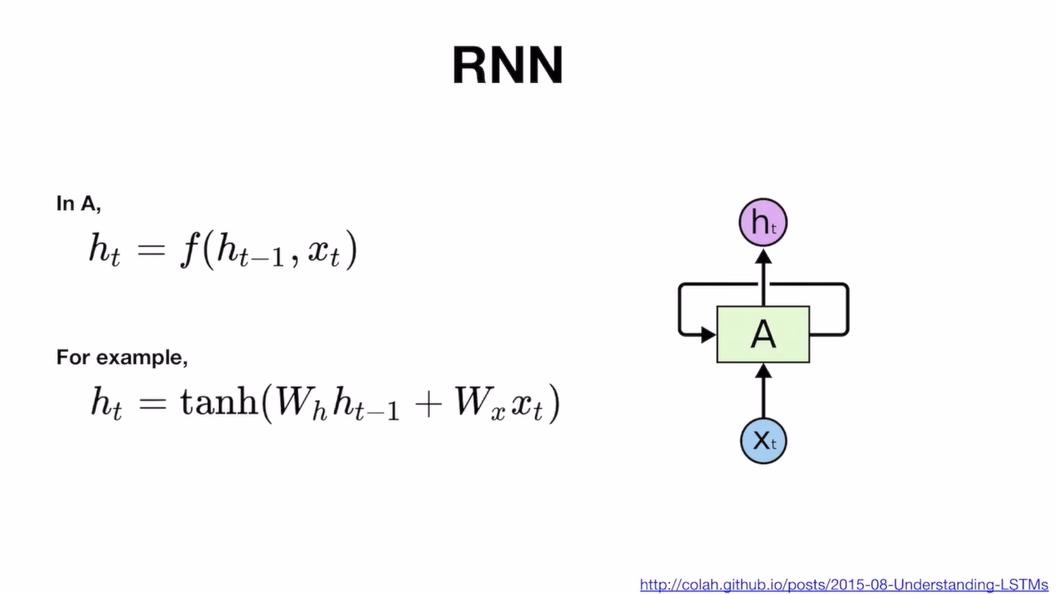 RNN
In A,
h_t = f(h_{t-1}, x_t)
For example,
h_t = tanh(W_h h_{t-1} + W_x x_t)
h_t
A
x_t
http://colah.github.io/posts/2015-08-Understanding-LSTMs